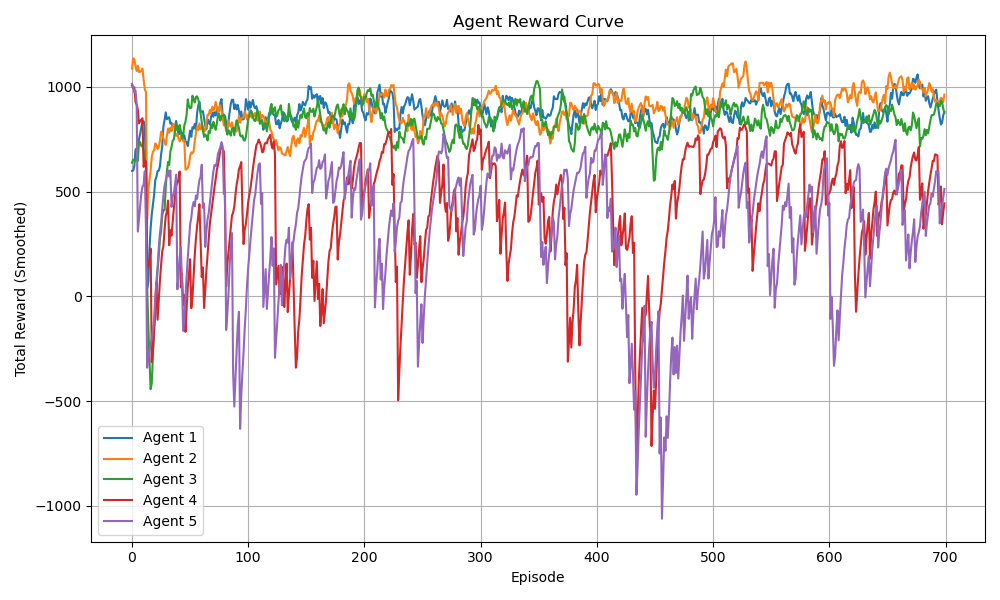 Agent Reward Curve
Total Reward (Smoothed)
1000
500
0
−500
−1000
Agent 1
Agent 2
Agent 3
Agent 4
Agent 5
0 100 200 300 400 500 600 700
Episode